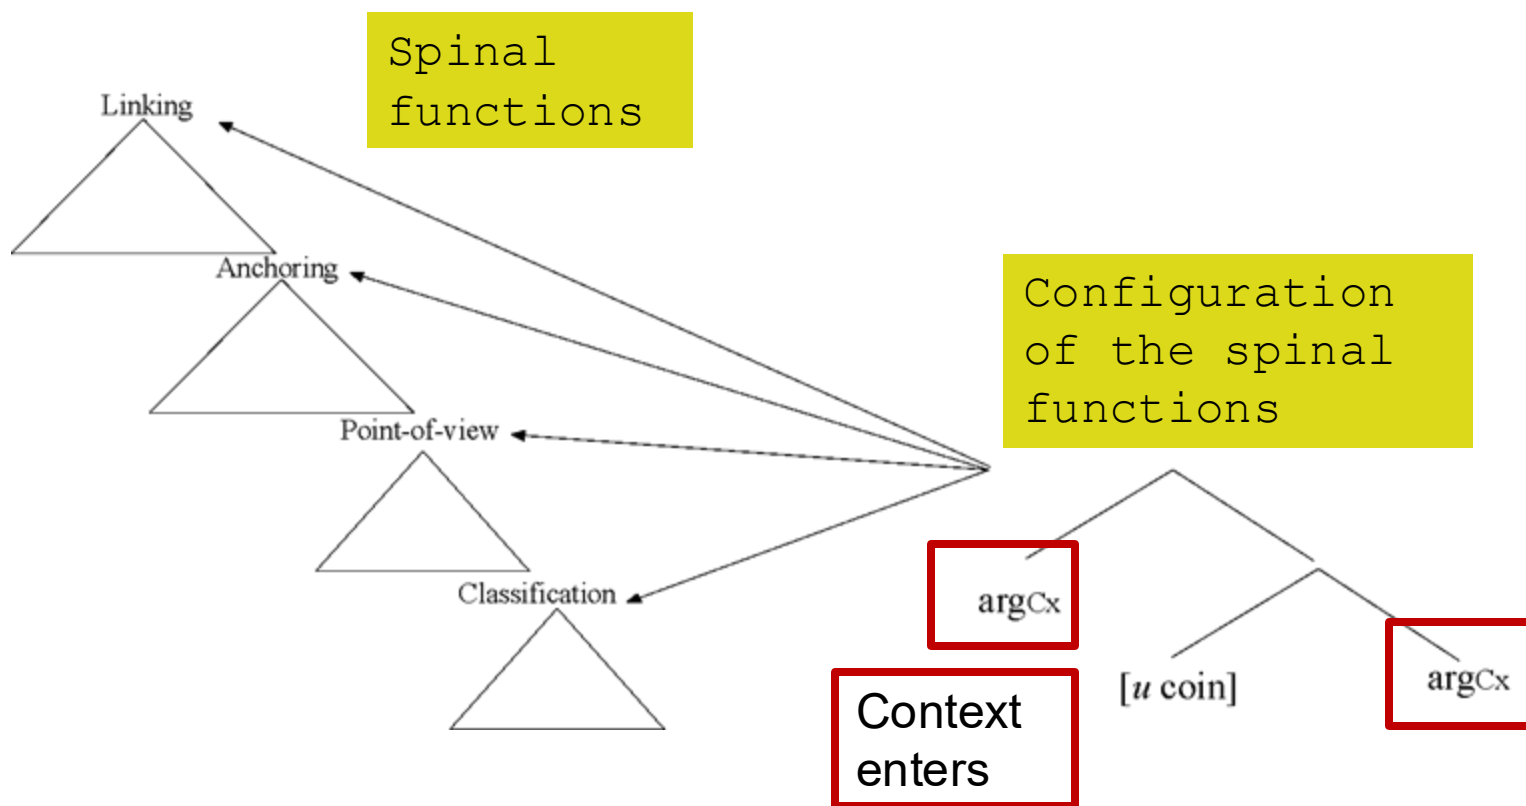 Spinal
functions
Linking
Anchoring
Configuration
of the spinal
functions
Point-of-view
Classification
argCx
[u coin]
argCx
Context
enters